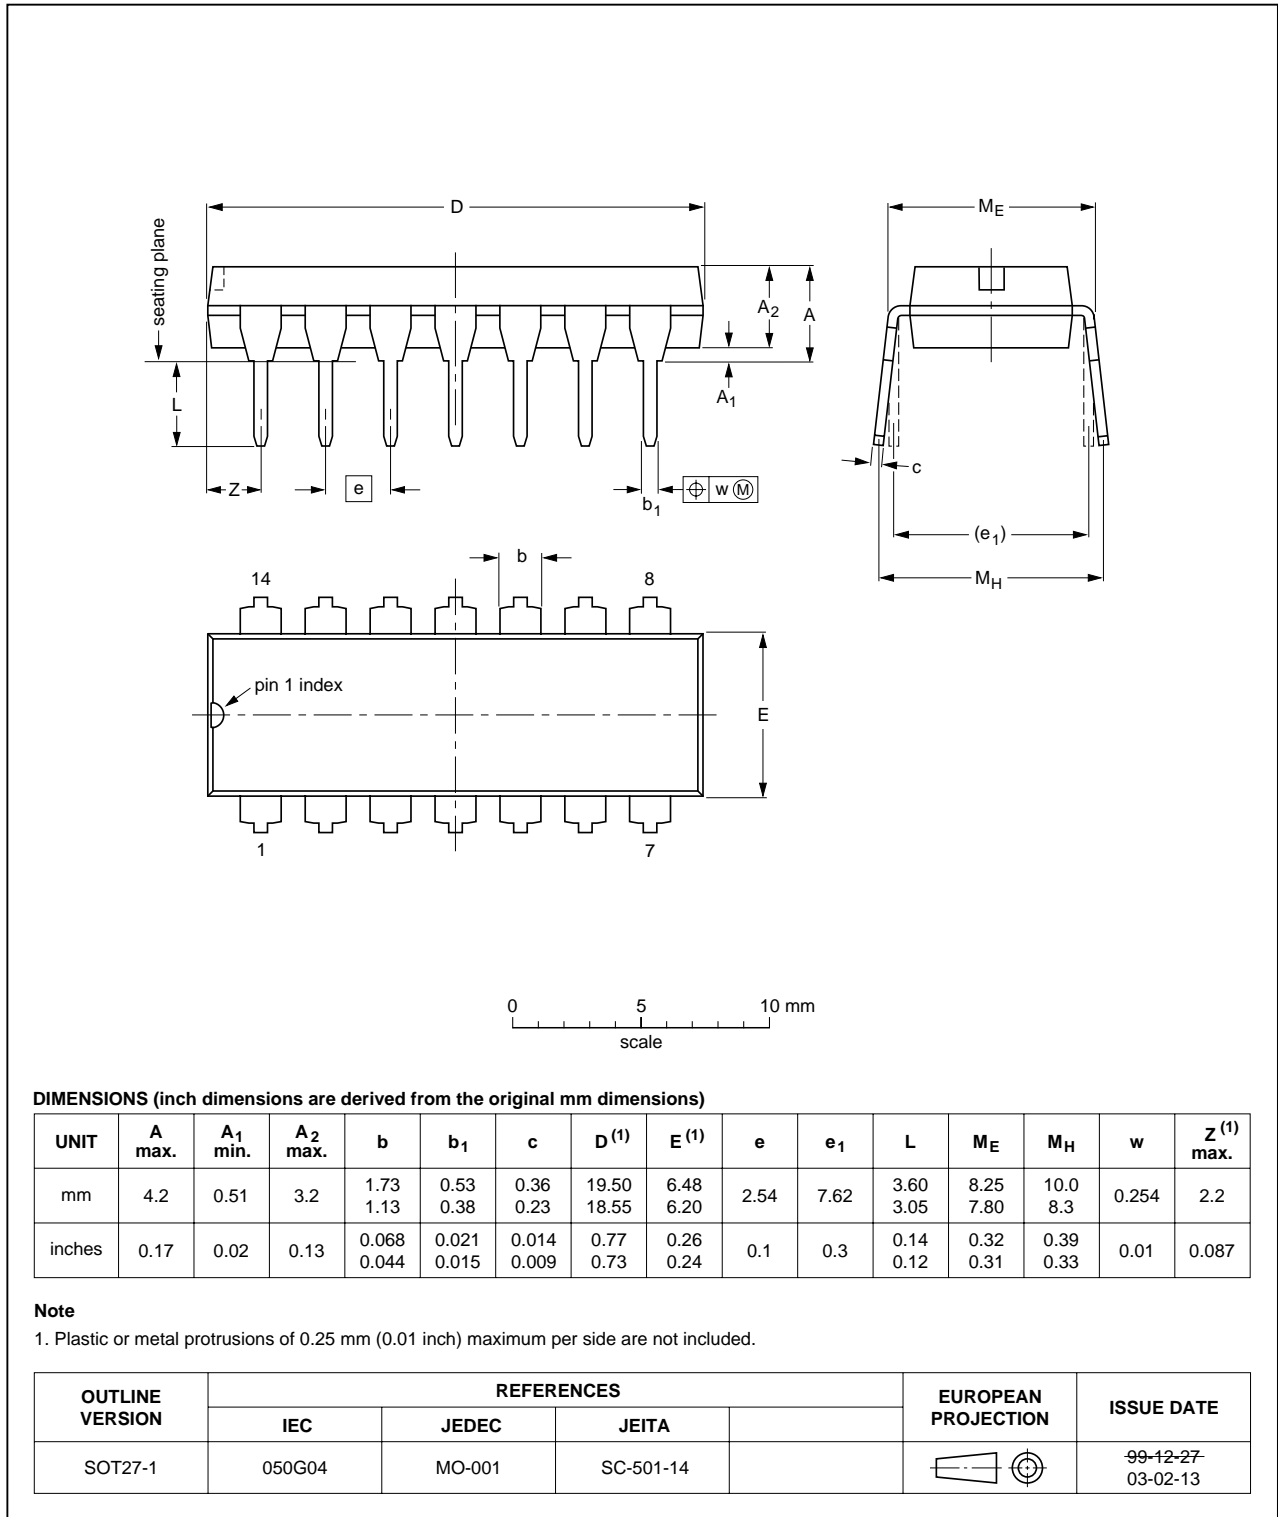 D
M_E
seating plane
A_2
A
L
A_1
Z
e
b_1
w M
c
(e_1)
M_H
b
14
8
pin 1 index
E
1
7
0 5 10 mm
scale
DIMENSIONS (inch dimensions are derived from the original mm dimensions)
UNIT A max. A1 min. A2 max. b b1 c D(1) E(1) e e1 L ME MH w Z(1) max.
mm 4.2 0.51 3.2 1.73 1.13 0.53 0.38 0.36 0.23 19.50 18.55 6.48 6.20 2.54 7.62 3.60 3.05 8.25 7.80 10.0 8.3 0.254 2.2
inches 0.17 0.02 0.13 0.068 0.044 0.021 0.015 0.014 0.009 0.77 0.73 0.26 0.24 0.1 0.3 0.14 0.12 0.32 0.31 0.39 0.33 0.01 0.087
Note
1. Plastic or metal protrusions of 0.25 mm (0.01 inch) maximum per side are not included.
OUTLINE VERSION REFERENCES EUROPEAN PROJECTION ISSUE DATE
IEC JEDEC JEITA
SOT27-1 050G04 MO-001 SC-501-14 99-12-27
03-02-13